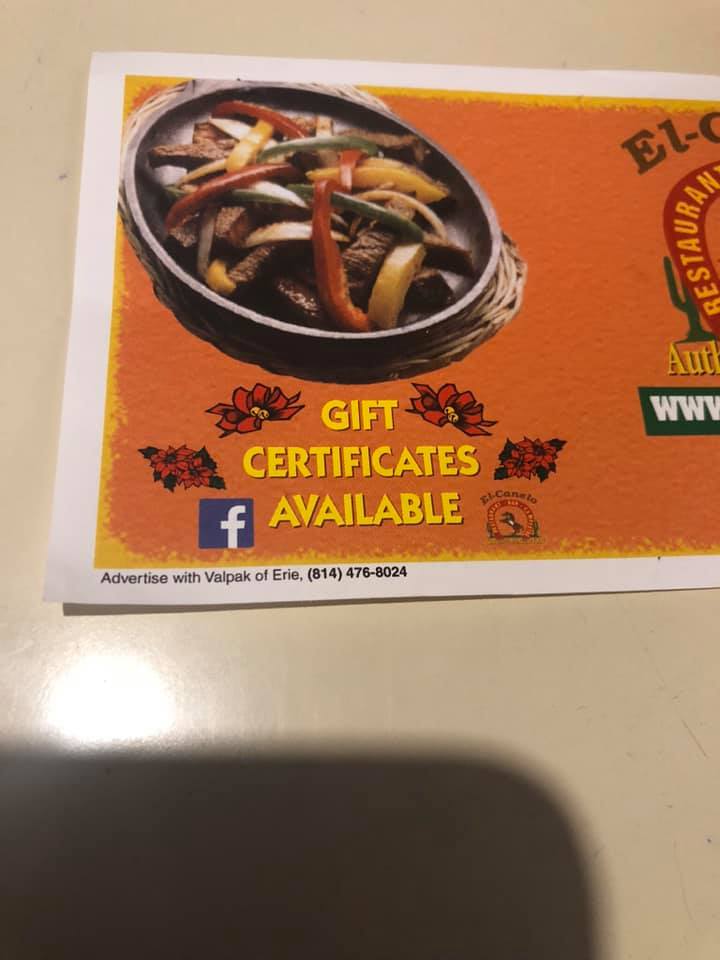 El-C
RESTAURAN
Auth
WWW
GIFT
CERTIFICATES
AVAILABLE
f
El-Canelo
Advertise with Valpak of Erie, (814) 476-8024